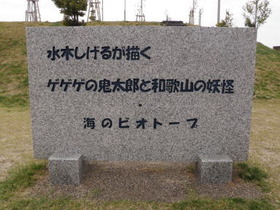 水木しげるが描く
ゲゲゲの鬼太郎と和歌山の妖怪
・
海のビオトープ